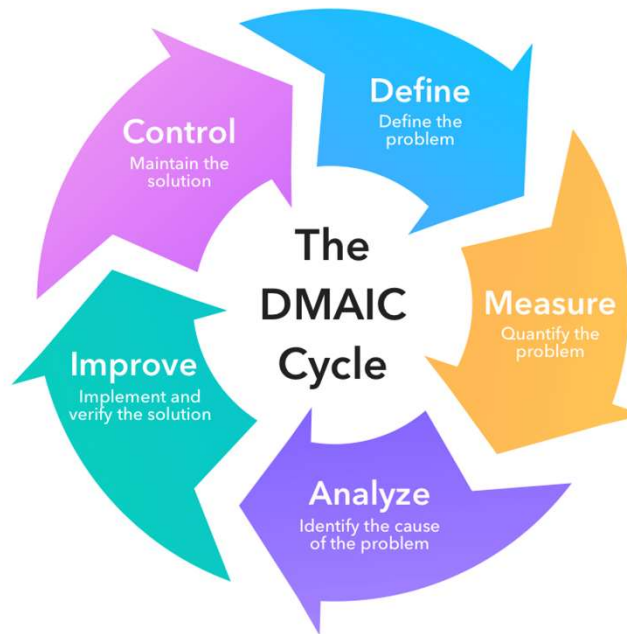 The
DMAIC
Cycle
Define
Define the
problem
Measure
Quantify the
problem
Analyze
Identify the cause
of the problem
Improve
Implement and
verify the solution
Control
Maintain the
solution